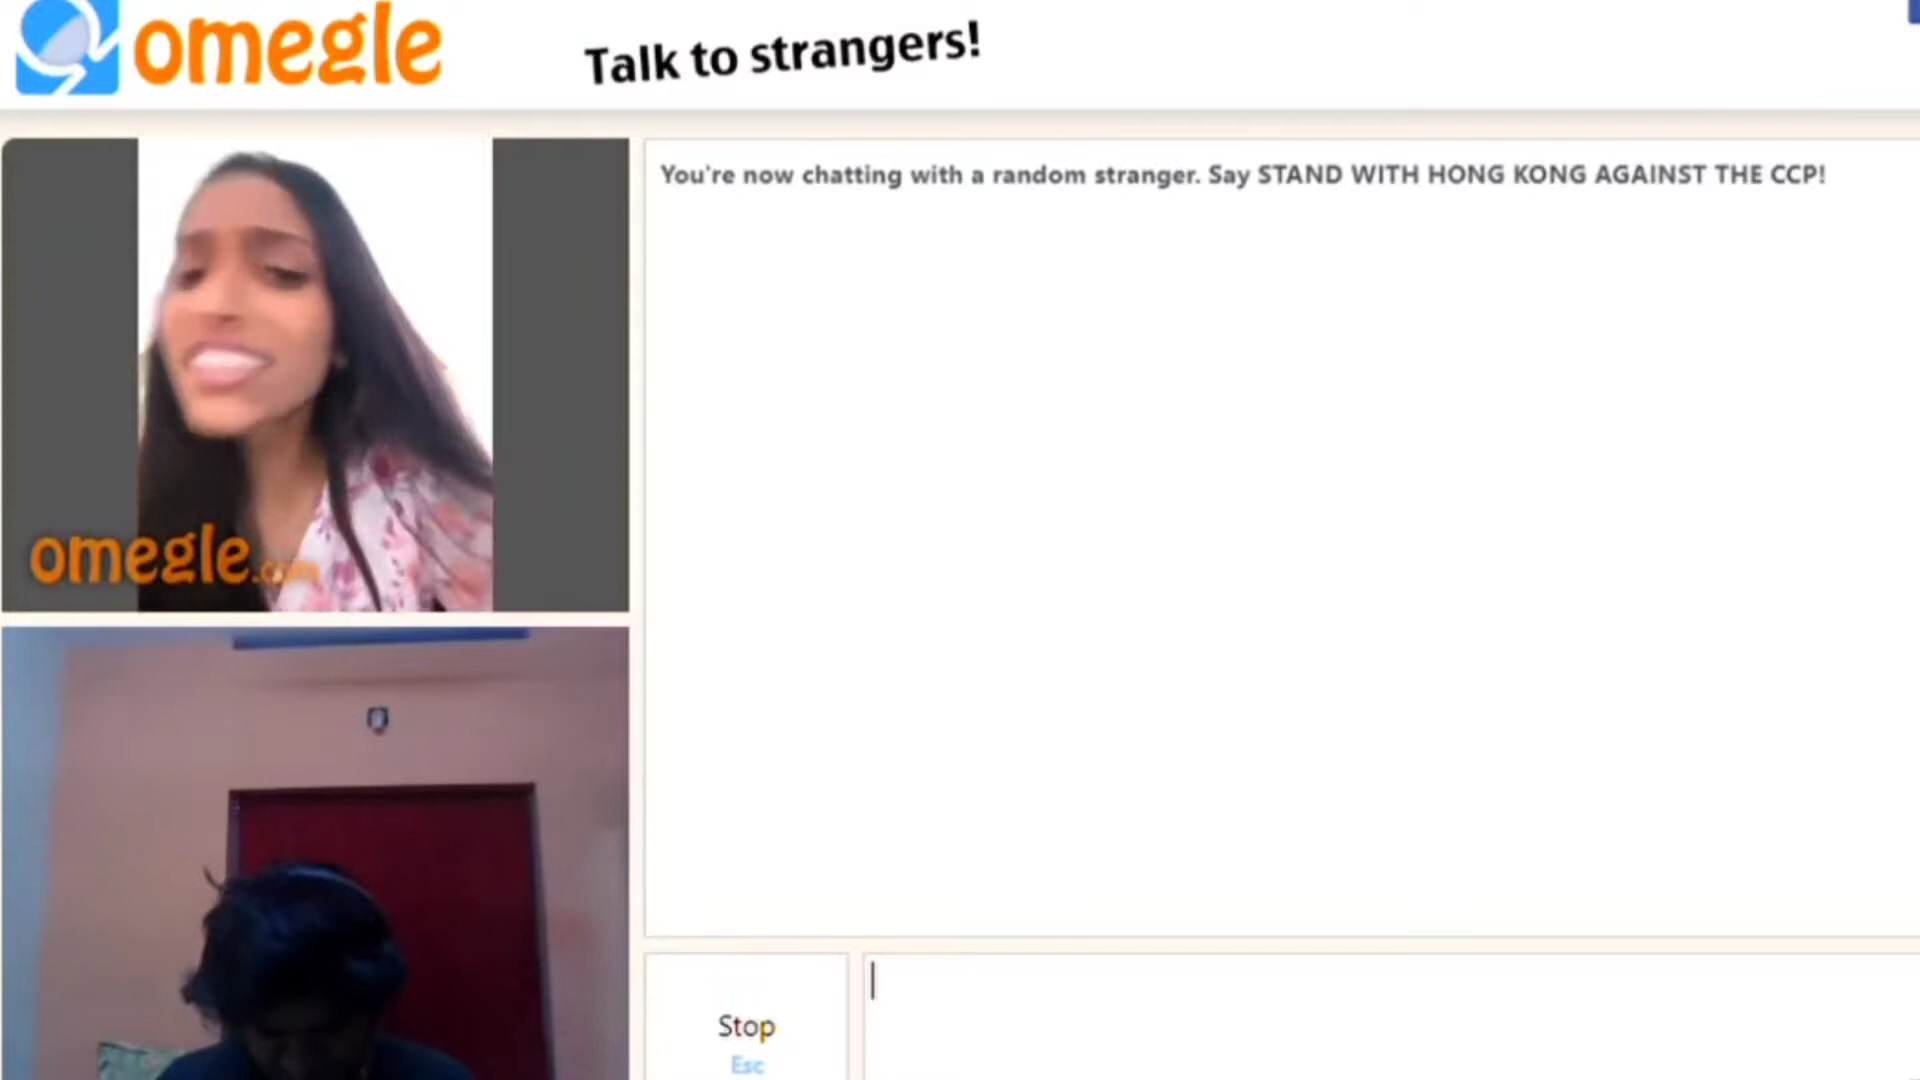 omegle
Talk to strangers!
You're now chatting with a random stranger. Say STAND WITH HONG KONG AGAINST THE CCP!
omegle.com
Stop
Esc